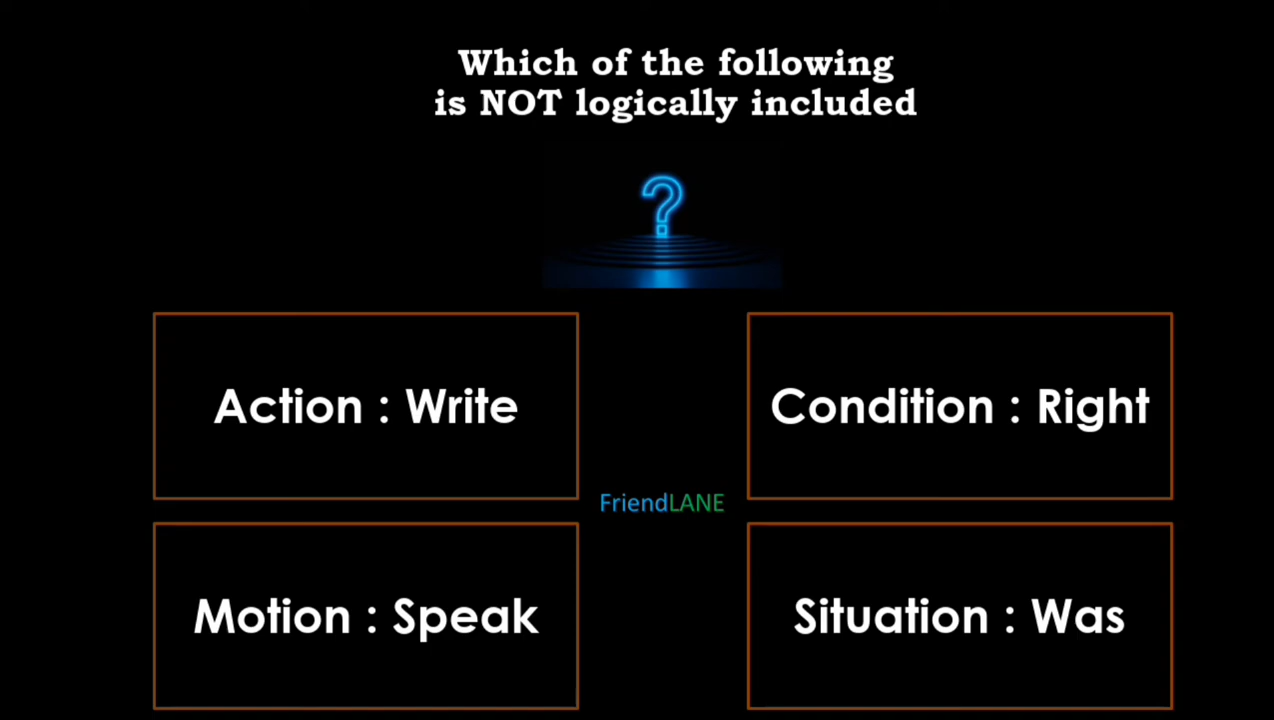 Which of the following
is NOT logically included
?
Action : Write
Condition : Right
FriendLANE
Motion : Speak
Situation : Was